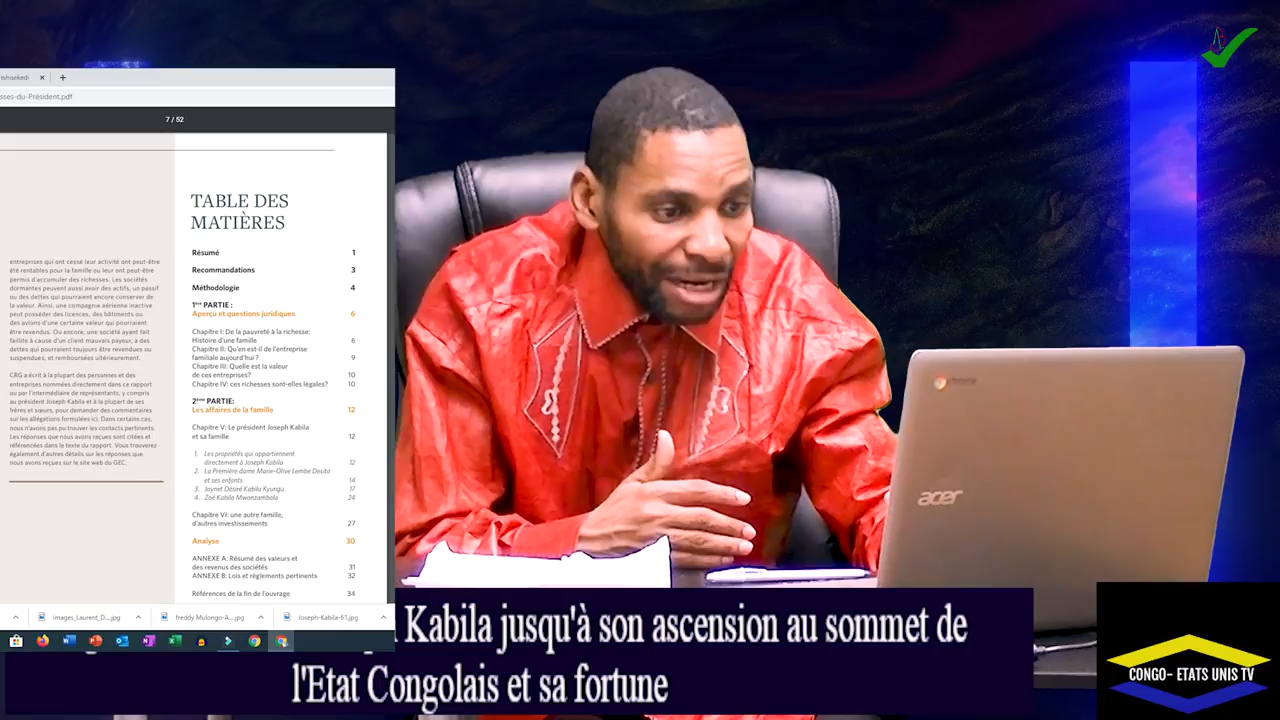 tshisekedi
sses-du-Président.pdf
7 / 52
entreprises qui ont cessé leur activité ont peut-être
été rentables pour la famille ou leur ont peut-être
permis d'accumuler des richesses. Les sociétés
dormantes peuvent aussi avoir des actifs, un passif
ou des dettes qui pourraient encore conserver de
la valeur. Ainsi, une compagnie aérienne inactive
peut posséder des licences, des bâtiments ou
des avions d'une certaine valeur qui pourraient
être revendus. Ou encore, une société ayant fait
faillite à cause d'un client mauvais payeur, a des
dettes qui pourraient toujours être revendues ou
suspendues, et remboursées ultérieurement.
CRG a écrit à la plupart des personnes et des
entreprises nommées directement dans ce rapport
ou par l'intermédiaire de représentants, y compris
au président Joseph Kabila et à la plupart de ses
frères et sœurs, pour demander des commentaires
sur les allégations formulées ici. Dans certains cas,
nous n'avons pas pu trouver les contacts pertinents.
Les réponses que nous avons reçues sont citées et
référencées dans le texte du rapport. Vous trouverez
également d'autres détails sur les réponses que
nous avons reçues sur le site web du GEC.
TABLE DES
MATIÈRES
Résumé 1
Recommandations 3
Méthodologie 4
1ère PARTIE :
Aperçu et questions juridiques 6
Chapitre I: De la pauvreté à la richesse:
Histoire d'une famille 6
Chapitre II: Qu'en est-il de l'entreprise
familiale aujourd'hui ? 9
Chapitre III: Quelle est la valeur
de ces entreprises? 10
Chapitre IV: ces richesses sont-elles légales? 10
2ème PARTIE:
Les affaires de la famille 12
Chapitre V: Le président Joseph Kabila
et sa famille 12
1. Les propriétés qui appartiennent
directement à Joseph Kabila 12
2. La Première dame Marie-Olive Lembe Desita
et ses enfants 14
3. Jaynet Désiré Kabila Kyungu 17
4. Zoé Kabila Mwanzambala 24
Chapitre VI: une autre famille,
d'autres investissements 27
Analyse 30
ANNEXE A: Résumé des valeurs et
des revenus des sociétés 31
ANNEXE B: Lois et règlements pertinents 32
Références de la fin de l'ouvrage 34
images_Laurent_D....jpg
freddy Mulongo-A....jpg
Joseph-Kabila-61.jpg
Kabila jusqu'à son ascension au sommet de
l'Etat Congolais et sa fortune
acer
CONGO- ETATS UNIS TV